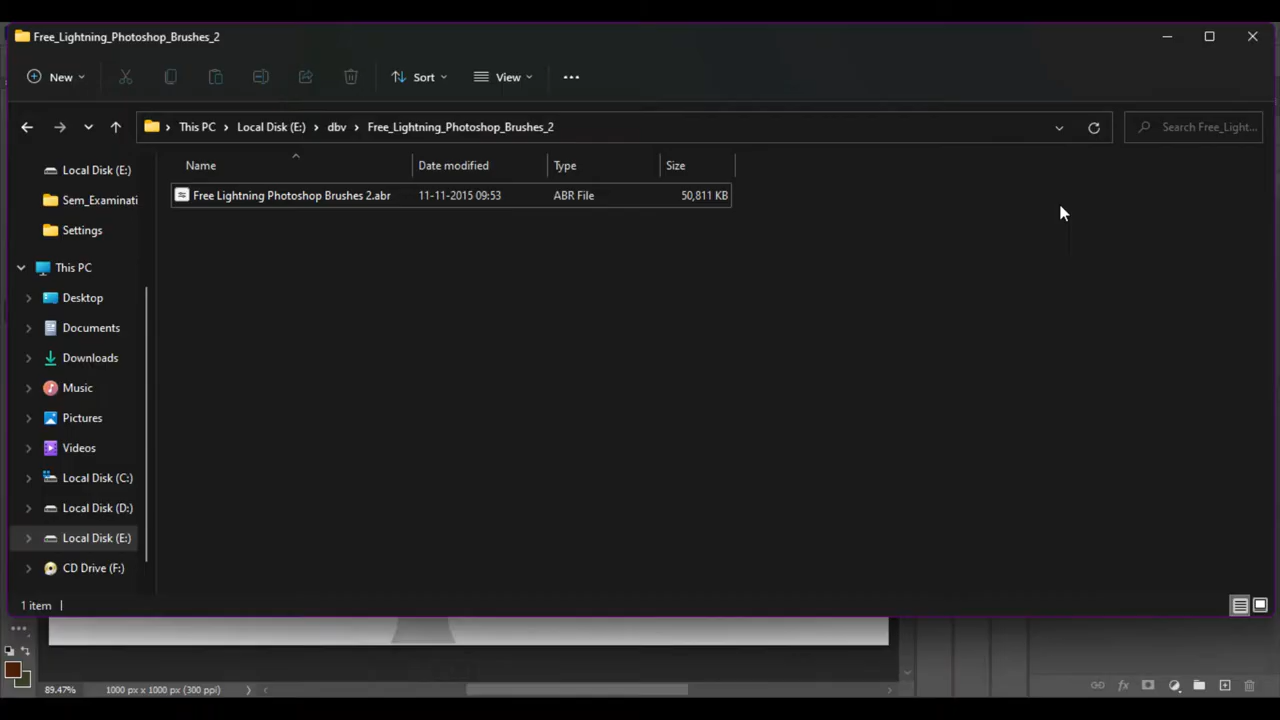 Free_Lightning_Photoshop_Brushes_2
New Sort View
This PC Local Disk (E:) dbv Free_Lightning_Photoshop_Brushes_2 Search Free_Light...
Name Date modified Type Size
Free Lightning Photoshop Brushes 2.abr 11-11-2015 09:53 ABR File 50,811 KB
Local Disk (E:)
Sem_Examinati
Settings
This PC
Desktop
Documents
Downloads
Music
Pictures
Videos
Local Disk (C:)
Local Disk (D:)
Local Disk (E:)
CD Drive (F:)
1 item
89.47% 1000 px x 1000 px (300 ppi)
fx